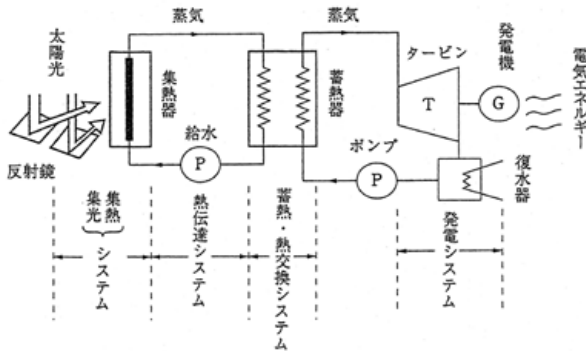 蒸気
蒸気
太陽光
集熱器
蓄熱器
タービン
発電機
電気エネルギー
T
G
給水
P
ポンプ
P
反射鏡
復水器
集光
集熱
システム
熱伝達システム
蓄熱・熱交換システム
発電システム